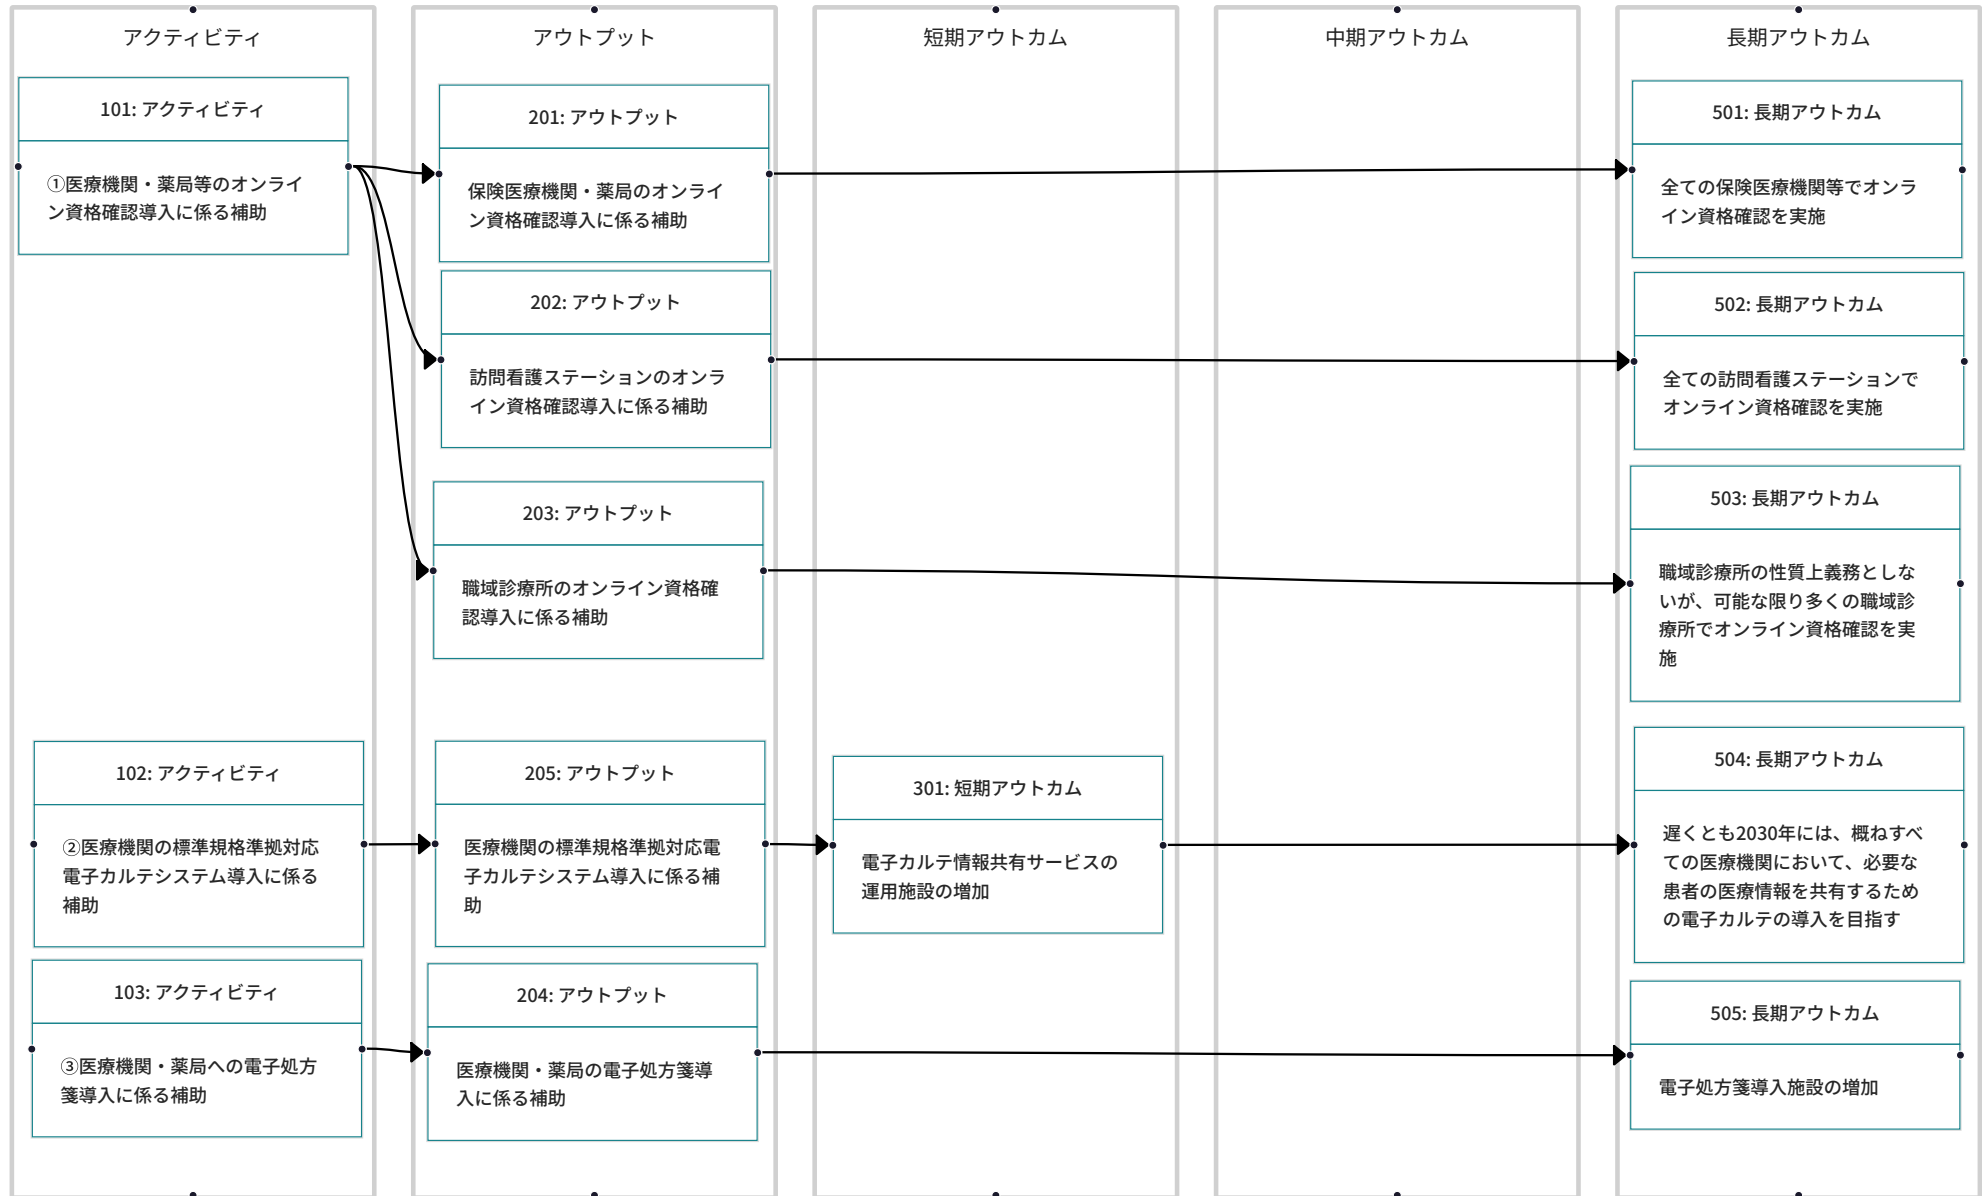 アクティビティ
アウトプット
短期アウトカム
中期アウトカム
長期アウトカム
101: アクティビティ
①医療機関・薬局等のオンライ
ン資格確認導入に係る補助
201: アウトプット
保険医療機関・薬局のオンライ
ン資格確認導入に係る補助
501: 長期アウトカム
全ての保険医療機関等でオンラ
イン資格確認を実施
202: アウトプット
訪問看護ステーションのオンラ
イン資格確認導入に係る補助
502: 長期アウトカム
全ての訪問看護ステーションで
オンライン資格確認を実施
203: アウトプット
職域診療所のオンライン資格確
認導入に係る補助
503: 長期アウトカム
職域診療所の性質上義務としな
いが、可能な限り多くの職域診
療所でオンライン資格確認を実
施
102: アクティビティ
②医療機関の標準規格準拠対応
電子カルテシステム導入に係る
補助
205: アウトプット
医療機関の標準規格準拠対応電
子カルテシステム導入に係る補
助
301: 短期アウトカム
電子カルテ情報共有サービスの
運用施設の増加
504: 長期アウトカム
遅くとも2030年には、概ねすべ
ての医療機関において、必要な
患者の医療情報を共有するため
の電子カルテの導入を目指す
103: アクティビティ
③医療機関・薬局への電子処方
箋導入に係る補助
204: アウトプット
医療機関・薬局の電子処方箋導
入に係る補助
505: 長期アウトカム
電子処方箋導入施設の増加